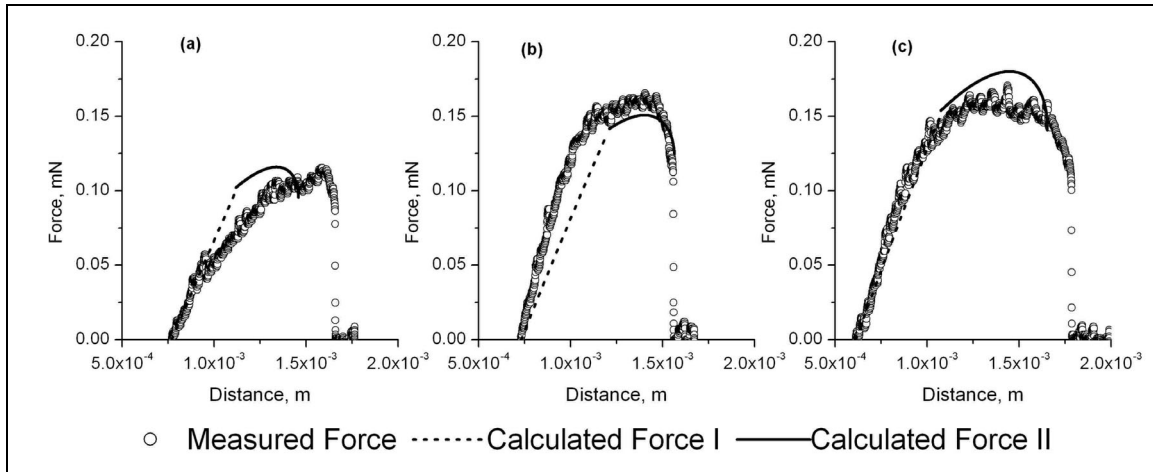 (a) (b) (c)
0.20 0.20 0.20
0.15 0.15 0.15
0.10 0.10 0.10
0.05 0.05 0.05
0.00 0.00 0.00
Force, mN Force, mN Force, mN
5.0x10⁻⁴ 1.0x10⁻³ 1.5x10⁻³ 2.0x10⁻³ 5.0x10⁻⁴ 1.0x10⁻³ 1.5x10⁻³ 2.0x10⁻³ 5.0x10⁻⁴ 1.0x10⁻³ 1.5x10⁻³ 2.0x10⁻³
Distance, m Distance, m Distance, m
Measured Force Calculated Force I Calculated Force II